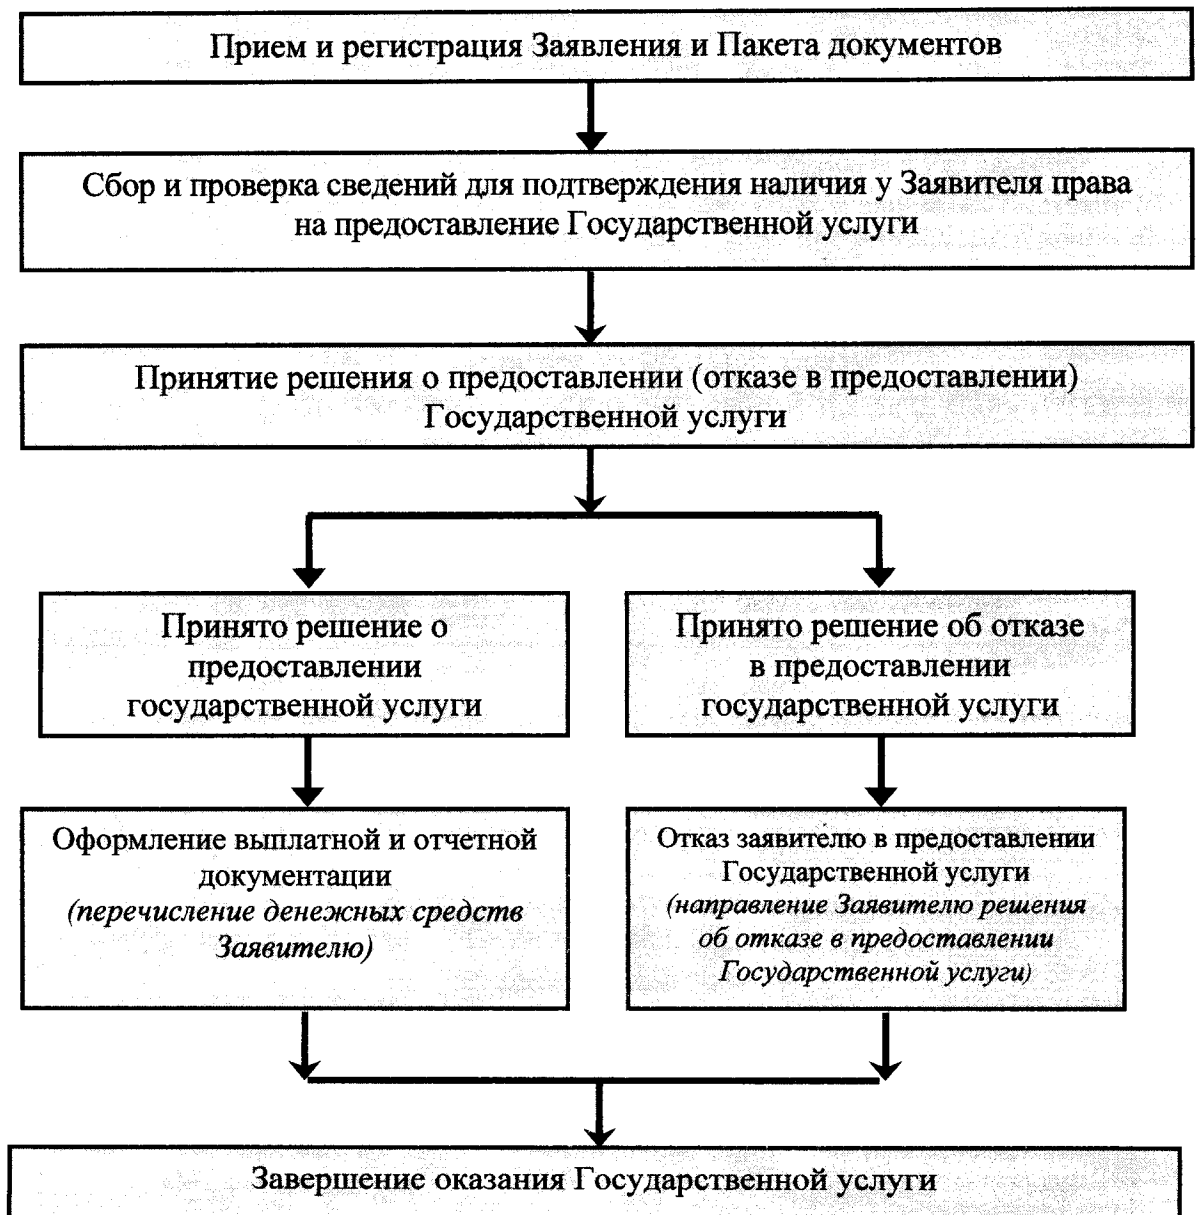 Прием и регистрация Заявления и Пакета документов
Сбор и проверка сведений для подтверждения наличия у Заявителя права
на предоставление Государственной услуги
Принятие решения о предоставлении (отказе в предоставлении)
Государственной услуги
Принято решение о
предоставлении
государственной услуги
Принято решение об отказе
в предоставлении
государственной услуги
Оформление выплатной и отчетной
документации
(перечисление денежных средств
Заявителю)
Отказ заявителю в предоставлении
Государственной услуги
(направление Заявителю решения
об отказе в предоставлении
Государственной услуги)
Завершение оказания Государственной услуги